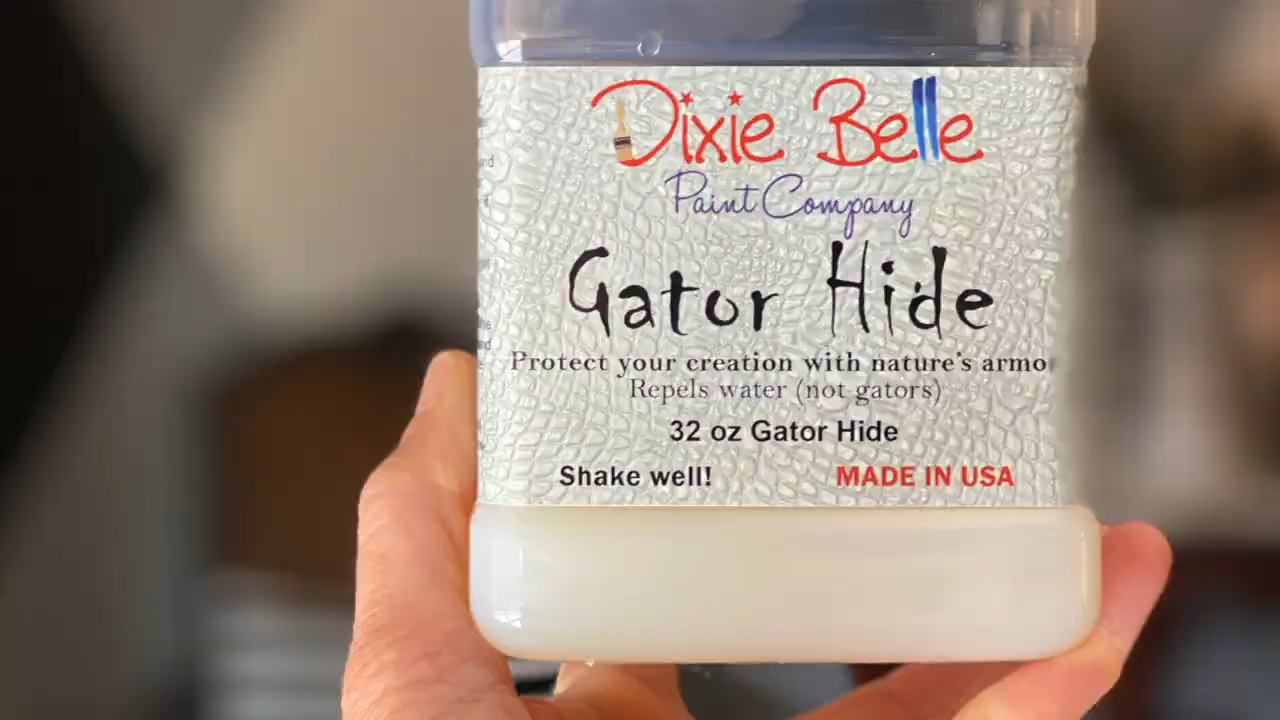 Dixie Belle
Paint Company
Gator Hide
Protect your creation with nature's armo
Repels water (not gators)
32 oz Gator Hide
Shake well! MADE IN USA